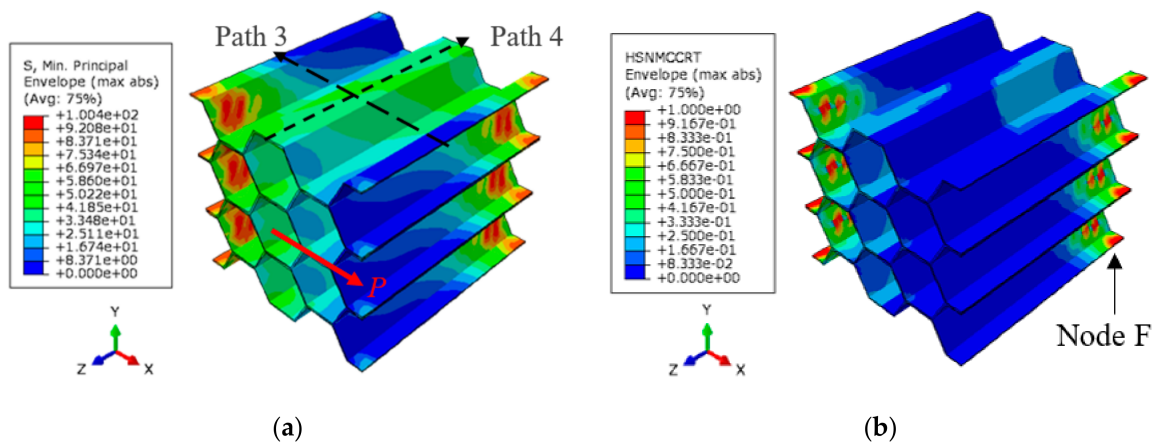 Path 3
Path 4
S, Min. Principal
Envelope (max abs)
(Avg: 75%)
+1.004e+02
+9.208e+01
+8.371e+01
+7.534e+01
+6.697e+01
+5.860e+01
+5.022e+01
+4.185e+01
+3.348e+01
+2.511e+01
+1.674e+01
+8.371e+00
+0.000e+00
P
Y
Z
X
(a)
HSNMCCRT
Envelope (max abs)
(Avg: 75%)
+1.000e+00
+9.167e-01
+8.333e-01
+7.500e-01
+6.667e-01
+5.833e-01
+5.000e-01
+4.167e-01
+3.333e-01
+2.500e-01
+1.667e-01
+8.333e-02
+0.000e+00
Node F
Y
Z
X
(b)